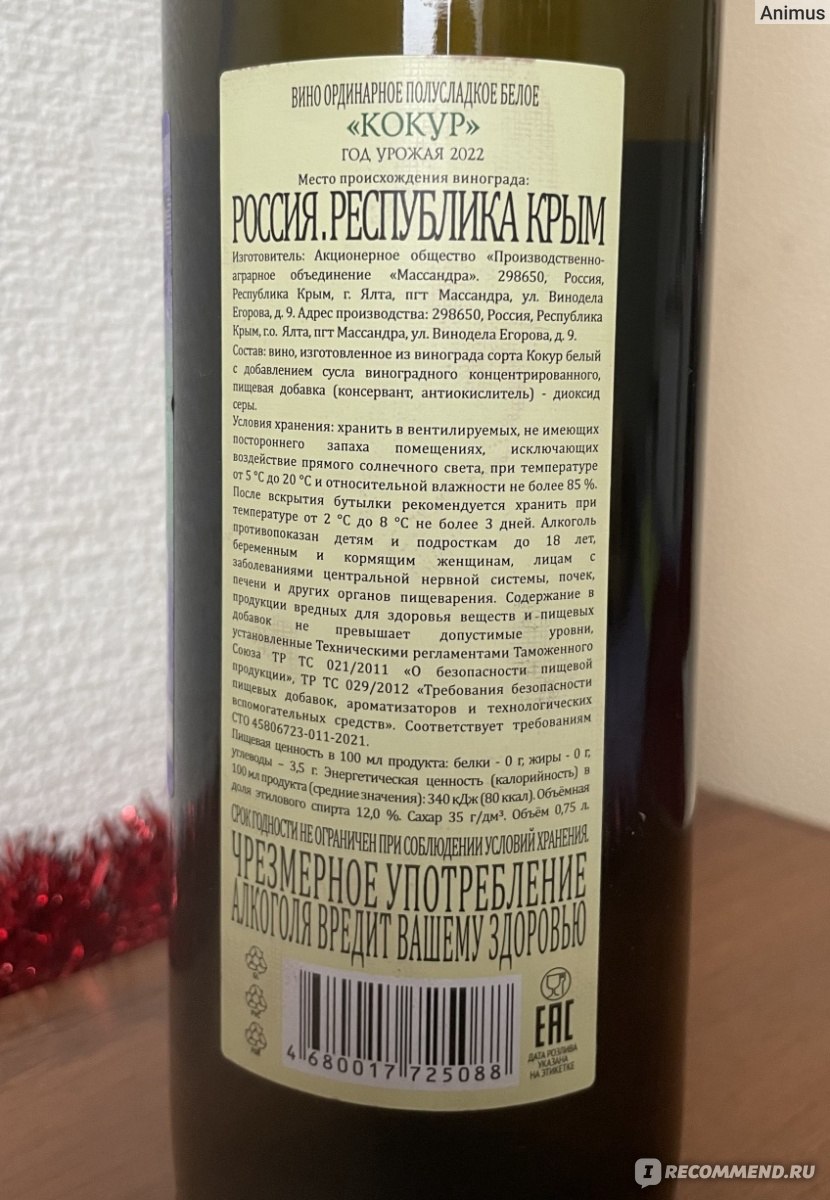 Animus
ВИНО ОРДИНАРНОЕ ПОЛУСЛАДКОЕ БЕЛОЕ
«КОКУР»
ГОД УРОЖАЯ 2022
Место происхождения винограда:
РОССИЯ. РЕСПУБЛИКА КРЫМ
Изготовитель: Акционерное общество «Производственно-
аграрное объединение «Массандра». 298650, Россия,
Республика Крым, г. Ялта, пгт Массандра, ул. Винодела
Егорова, д. 9. Адрес производства: 298650, Россия, Республика
Крым, г.о. Ялта, пгт Массандра, ул. Винодела Егорова, д. 9.
Состав: вино, изготовленное из винограда сорта Кокур белый
с добавлением сусла виноградного концентрированного,
пищевая добавка (консервант, антиокислитель) - диоксид
серы.
Условия хранения: хранить в вентилируемых, не имеющих
постороннего запаха помещениях, исключающих
воздействие прямого солнечного света, при температуре
от 5 °C до 20 °C и относительной влажности не более 85 %.
После вскрытия бутылки рекомендуется хранить при
температуре от 2 °C до 8 °C не более 3 дней. Алкоголь
противопоказан детям и подросткам до 18 лет,
беременным и кормящим женщинам, лицам с
заболеваниями центральной нервной системы, почек,
печени и других органов пищеварения. Содержание в
продукции вредных для здоровья веществ и пищевых
добавок не превышает допустимые уровни,
установленные Техническими регламентами Таможенного
Союза ТР ТС 021/2011 «О безопасности пищевой
продукции», ТР ТС 029/2012 «Требования безопасности
пищевых добавок, ароматизаторов и технологических
вспомогательных средств». Соответствует требованиям
СТО 45806723-011-2021.
Пищевая ценность в 100 мл продукта: белки - 0 г, жиры - 0 г,
углеводы – 3,5 г. Энергетическая ценность (калорийность) в
100 мл продукта (средние значения): 340 кДж (80 ккал). Объёмная
доля этилового спирта 12,0 %. Сахар 35 г/дм³. Объём 0,75 л.
СРОК ГОДНОСТИ НЕ ОГРАНИЧЕН ПРИ СОБЛЮДЕНИИ УСЛОВИЙ ХРАНЕНИЯ.
ЧРЕЗМЕРНОЕ УПОТРЕБЛЕНИЕ
АЛКОГОЛЯ ВРЕДИТ ВАШЕМУ ЗДОРОВЬЮ
EAC
ДАТА РОЗЛИВА
УКАЗАНА
НА ЭТИКЕТКЕ
4 680017 725088
IRECOMMEND.RU